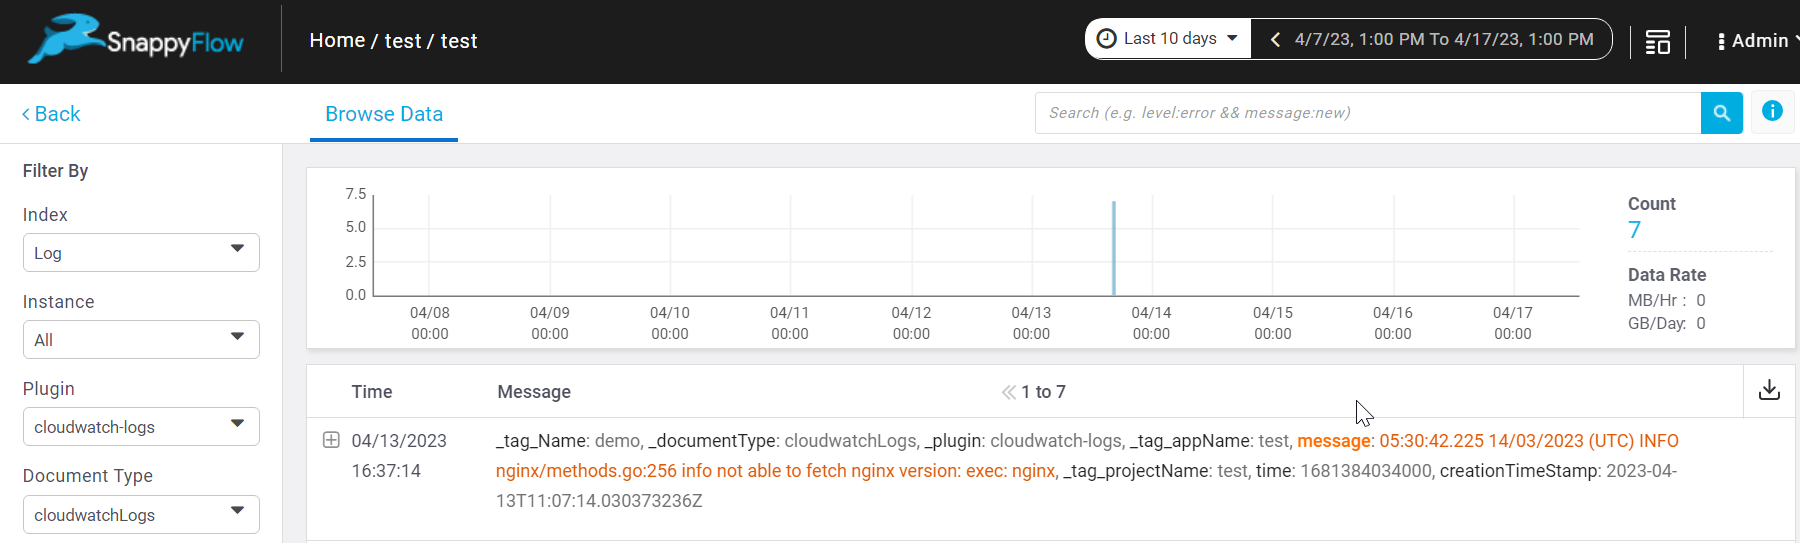 SnappyFlow
Home / test / test
Last 10 days
4/7/23, 1:00 PM To 4/17/23, 1:00 PM
Admin
Back
Browse Data
Search (e.g. level:error && message:new)
Filter By
Index
Log
Instance
All
Plugin
cloudwatch-logs
Document Type
cloudwatchLogs
7.5
5.0
2.5
0.0
04/08 04/09 04/10 04/11 04/12 04/13 04/14 04/15 04/16 04/17
00:00 00:00 00:00 00:00 00:00 00:00 00:00 00:00 00:00 00:00
Count
7
Data Rate
MB/Hr : 0
GB/Day: 0
Time Message 1 to 7
04/13/2023
16:37:14
_tag_Name: demo, _documentType: cloudwatchLogs, _plugin: cloudwatch-logs, _tag_appName: test, message: 05:30:42.225 14/03/2023 (UTC) INFO
nginx/methods.go:256 info not able to fetch nginx version: exec: nginx, _tag_projectName: test, time: 1681384034000, creationTimeStamp: 2023-04-
13T11:07:14.030373236Z